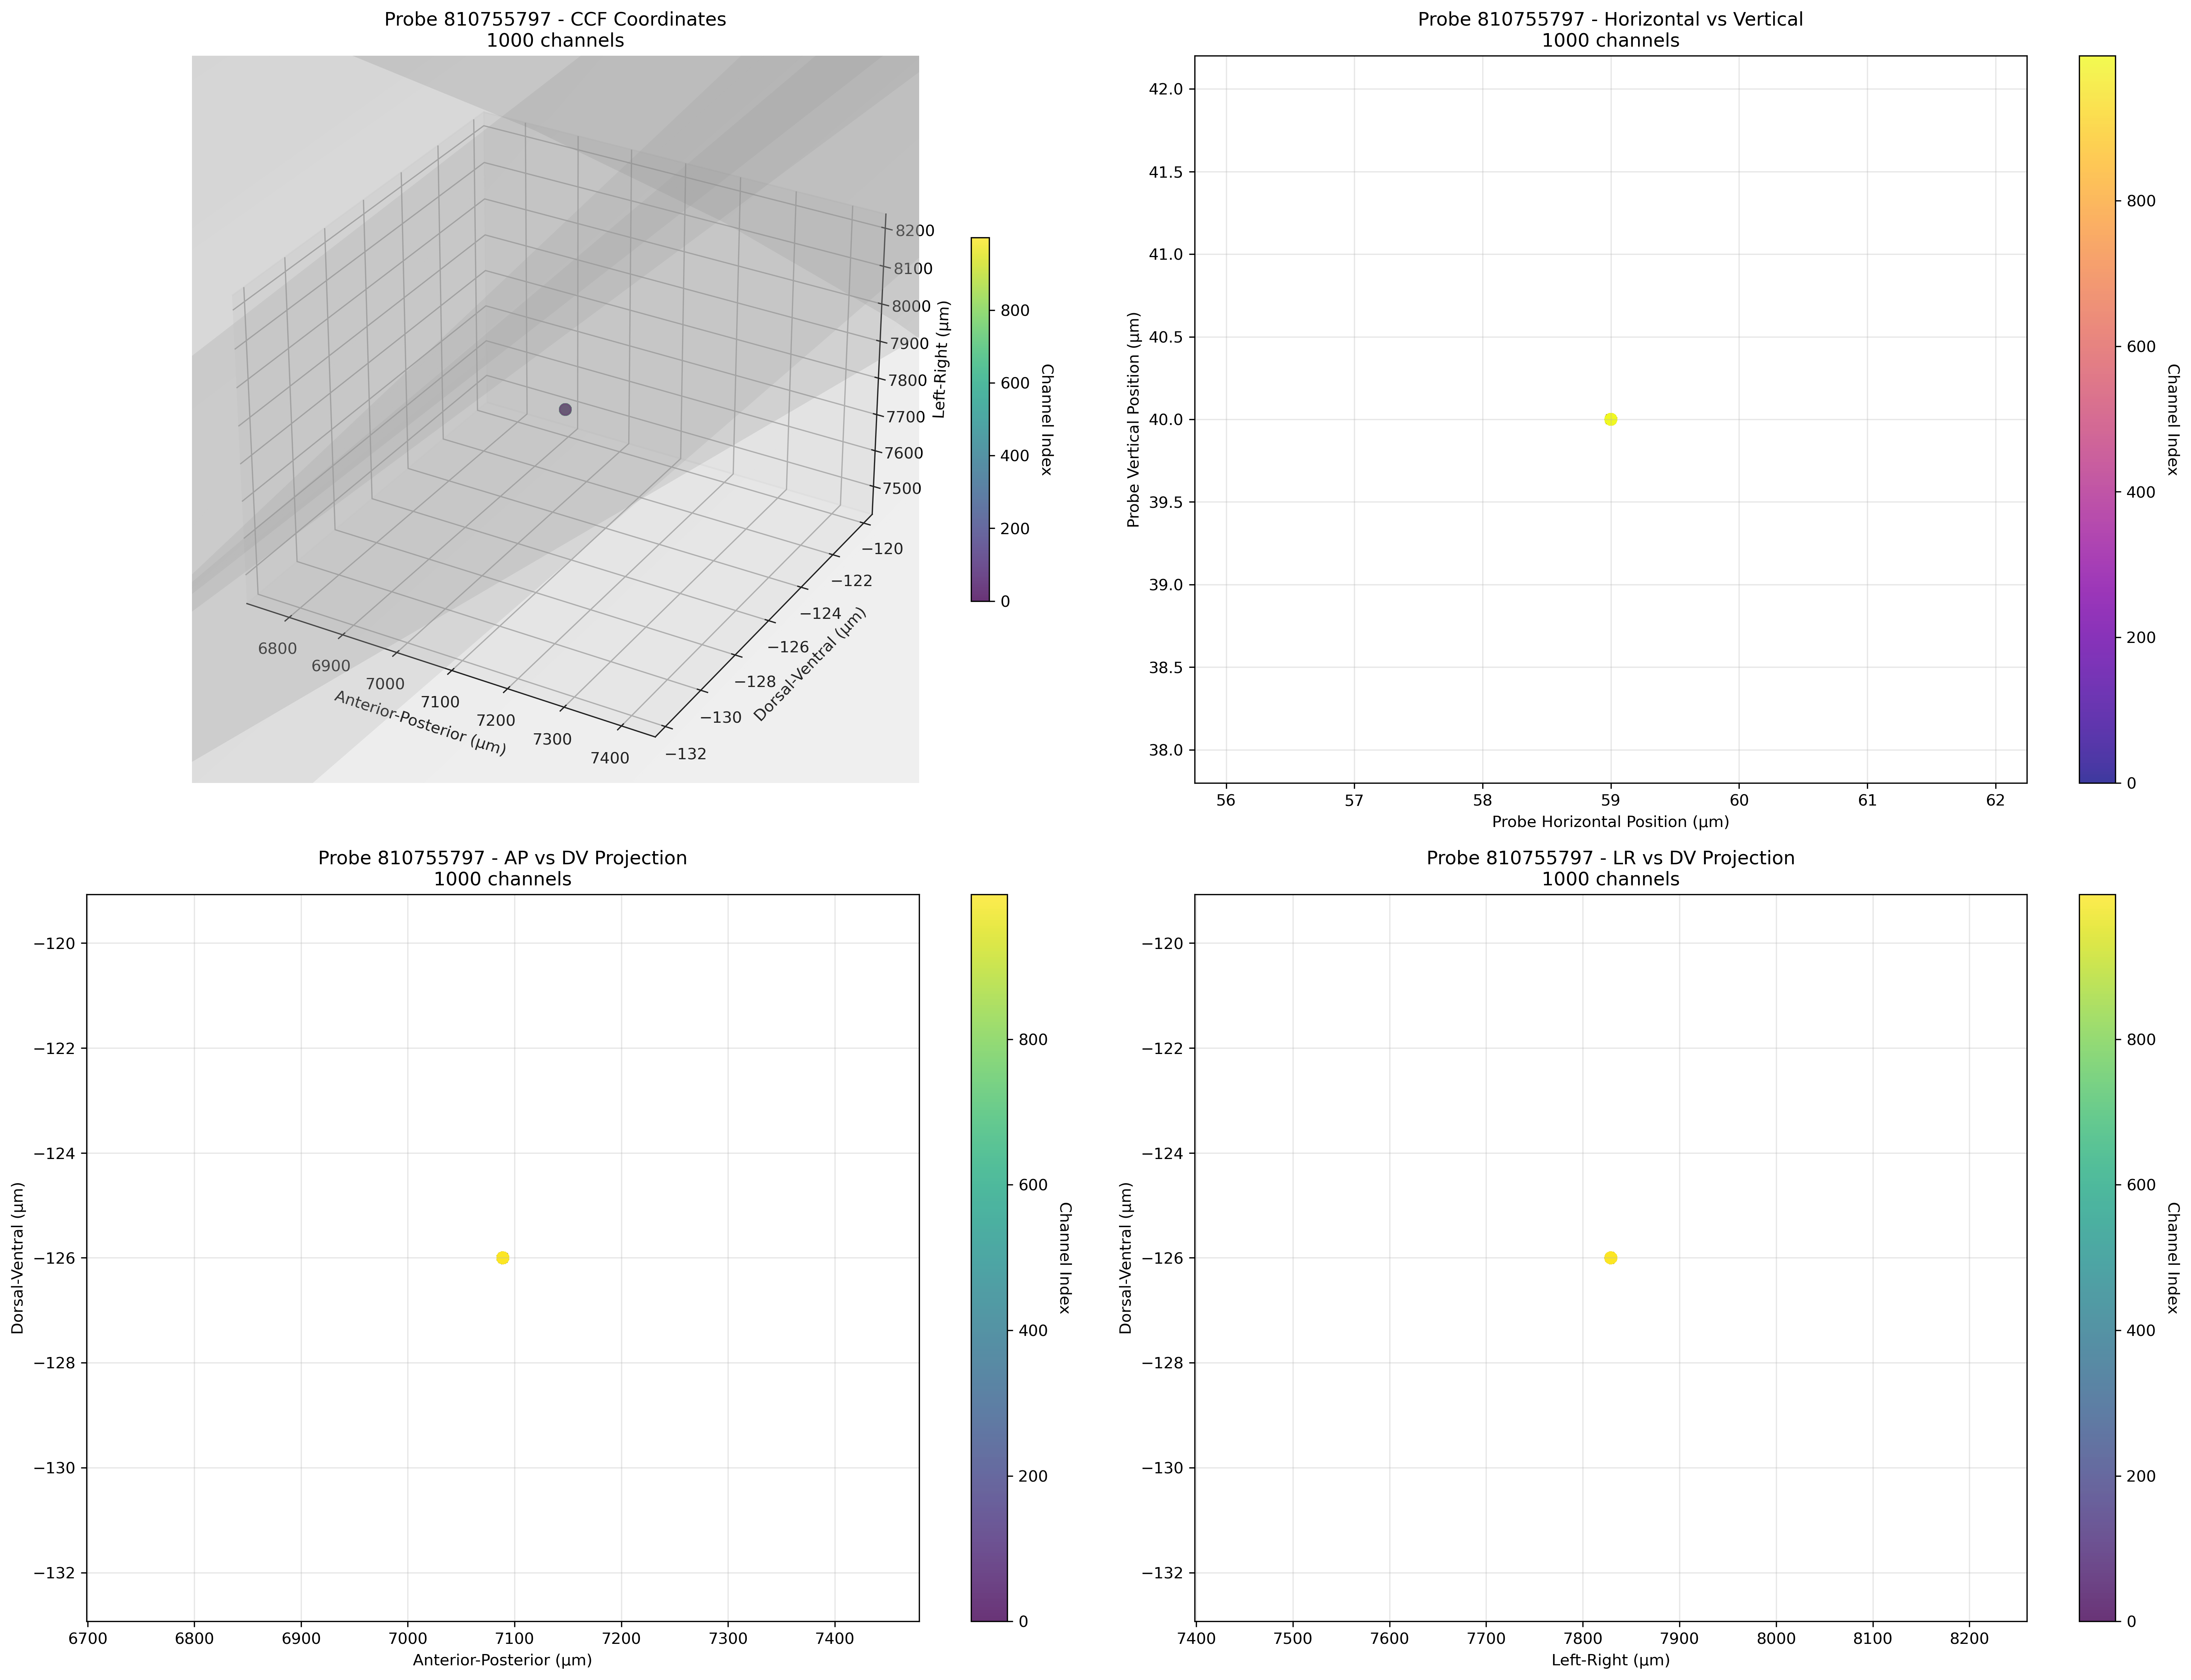 Probe 810755797 - CCF Coordinates
1000 channels
8200
8100
8000
7900
7800
7700
7600
7500
Left-Right (μm)
−120
−122
−124
−126
−128
−130
−132
Dorsal-Ventral (μm)
6800
6900
7000
7100
7200
7300
7400
Anterior-Posterior (μm)
800
600
400
200
0
Channel Index
Probe 810755797 - Horizontal vs Vertical
1000 channels
42.0
41.5
41.0
40.5
40.0
39.5
39.0
38.5
38.0
Probe Vertical Position (μm)
56 57 58 59 60 61 62
Probe Horizontal Position (μm)
800
600
400
200
0
Channel Index
Probe 810755797 - AP vs DV Projection
1000 channels
−120
−122
−124
−126
−128
−130
−132
Dorsal-Ventral (μm)
6700 6800 6900 7000 7100 7200 7300 7400
Anterior-Posterior (μm)
800
600
400
200
0
Channel Index
Probe 810755797 - LR vs DV Projection
1000 channels
−120
−122
−124
−126
−128
−130
−132
Dorsal-Ventral (μm)
7400 7500 7600 7700 7800 7900 8000 8100 8200
Left-Right (μm)
800
600
400
200
0
Channel Index